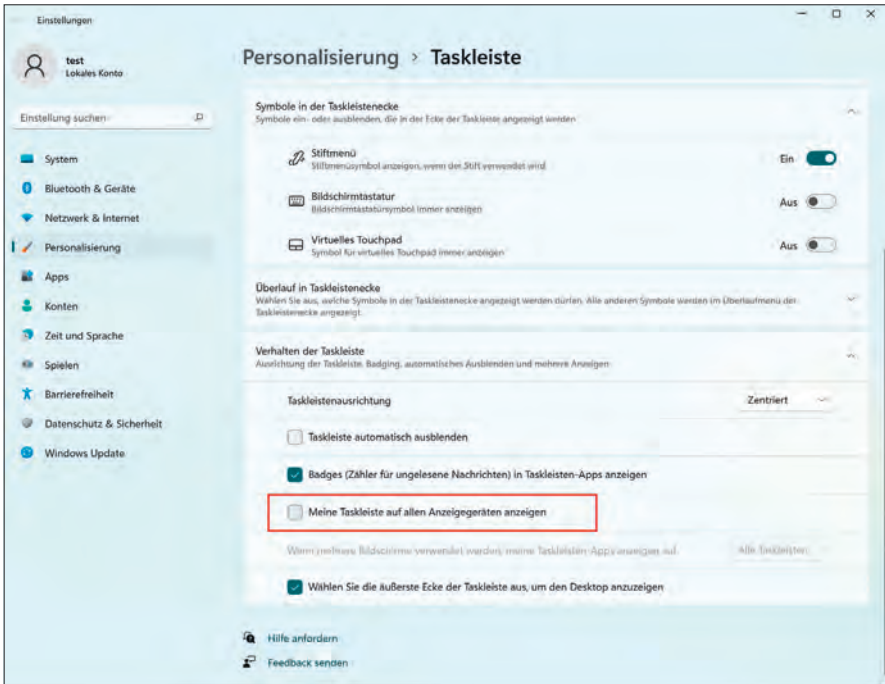 Einstellungen
test
Lokales Konto
Einstellung suchen
System
Bluetooth & Geräte
Netzwerk & Internet
Personalisierung
Apps
Konten
Zeit und Sprache
Spielen
Barrierefreiheit
Datenschutz & Sicherheit
Windows Update
Personalisierung > Taskleiste
Symbole in der Taskleistenecke
Symbole ein- oder ausblenden, die in der Ecke der Taskleiste angezeigt werden
Stiftmenü
Ein
Stiftmenüsymbol anzeigen, wenn der Stift verwendet wird
Bildschirmtastatur
Aus
Bildschirmtastatursymbol immer anzeigen
Virtuelles Touchpad
Aus
Symbol für virtuelles Touchpad immer anzeigen
Überlauf in Taskleistenecke
Wählen Sie aus, welche Symbole in der Taskleistenecke angezeigt werden dürfen. Alle anderen Symbole werden im Überlaufmenü der
Taskleistenecke angezeigt.
Verhalten der Taskleiste
Ausrichtung der Taskleiste, Badging, automatisches Ausblenden und mehrere Anzeigen
Taskleistenausrichtung
Zentriert
Taskleiste automatisch ausblenden
Badges (Zähler für ungelesene Nachrichten) in Taskleisten-Apps anzeigen
Meine Taskleiste auf allen Anzeigegeräten anzeigen
Wenn mehrere Bildschirme verwendet werden, meine Taskleisten-Apps anzeigen auf
Alle Taskleisten
Wählen Sie die äußerste Ecke der Taskleiste aus, um den Desktop anzuzeigen
Hilfe anfordern
Feedback senden